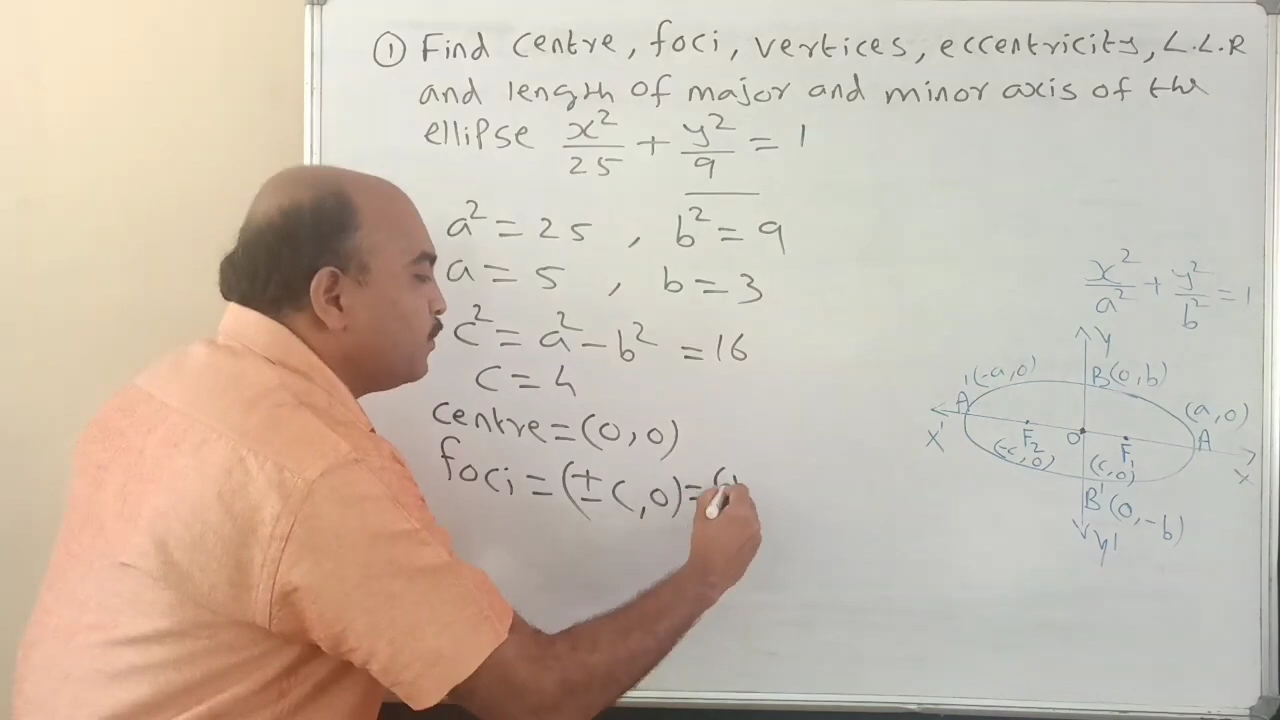 ① Find centre, foci, vertices, eccentricity, L.L.R
and length of major and minor axis of the
ellipse x²/25 + y²/9 = 1
a² = 25 , b² = 9
a = 5 , b = 3
c² = a² - b² = 16
c = 4
centre = (0,0)
foci = (±c,0) = (
x²/a² + y²/b² = 1
Y
A'(-a,0) B(0,b)
(a,0)
X' F₂ O F₁ A X
(-c,0) (c,0)
B'(0,-b)
Y'